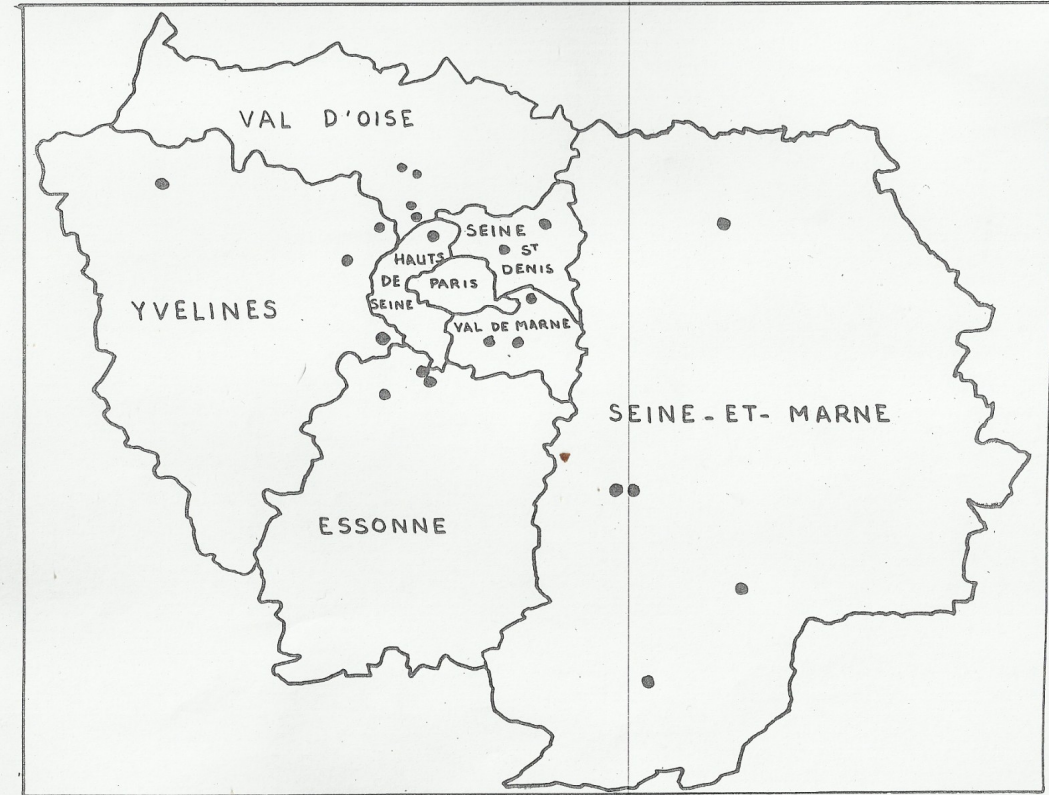 VAL D'OISE
SEINE
ST
DENIS
HAUTS
DE
SEINE
PARIS
YVELINES
VAL DE MARNE
SEINE-ET-MARNE
ESSONNE